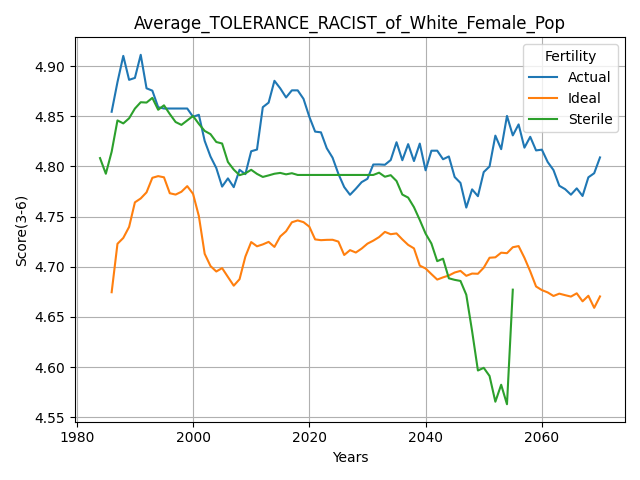 Average_TOLERANCE_RACIST_of_White_Female_Pop
Fertility
Actual
Ideal
Sterile
Score(3-6)
4.90
4.85
4.80
4.75
4.70
4.65
4.60
4.55
1980
2000
2020
2040
2060
Years